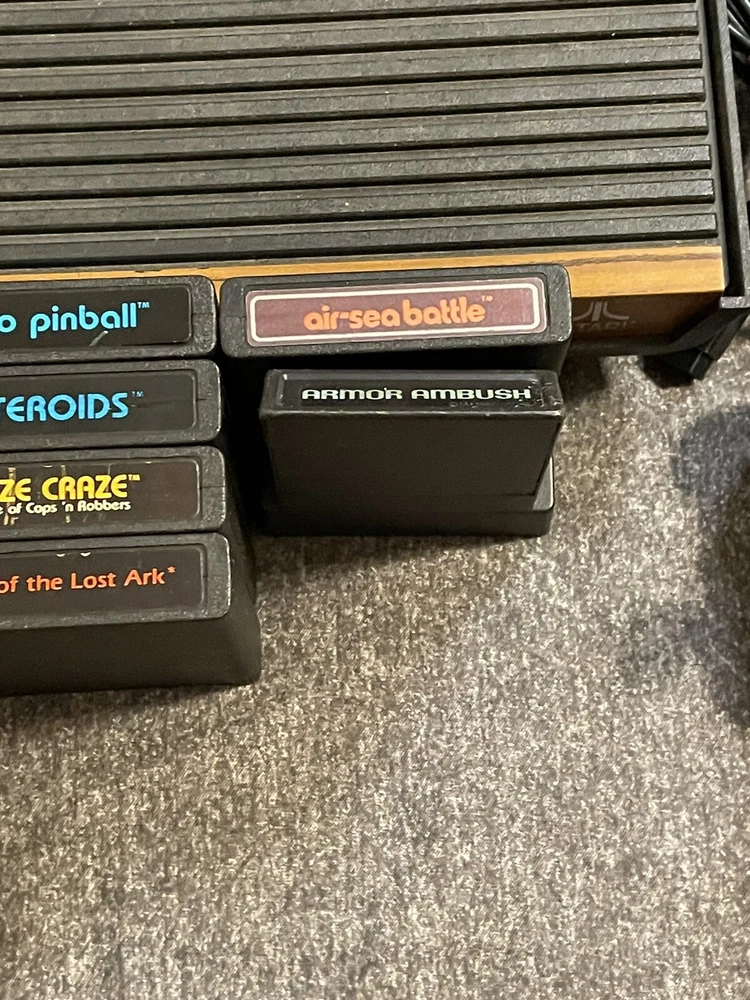 o pinball™
air-sea battle™
TEROIDS™
ARMOR AMBUSH
ZE CRAZE™
e of Cops 'n Robbers
of the Lost Ark*